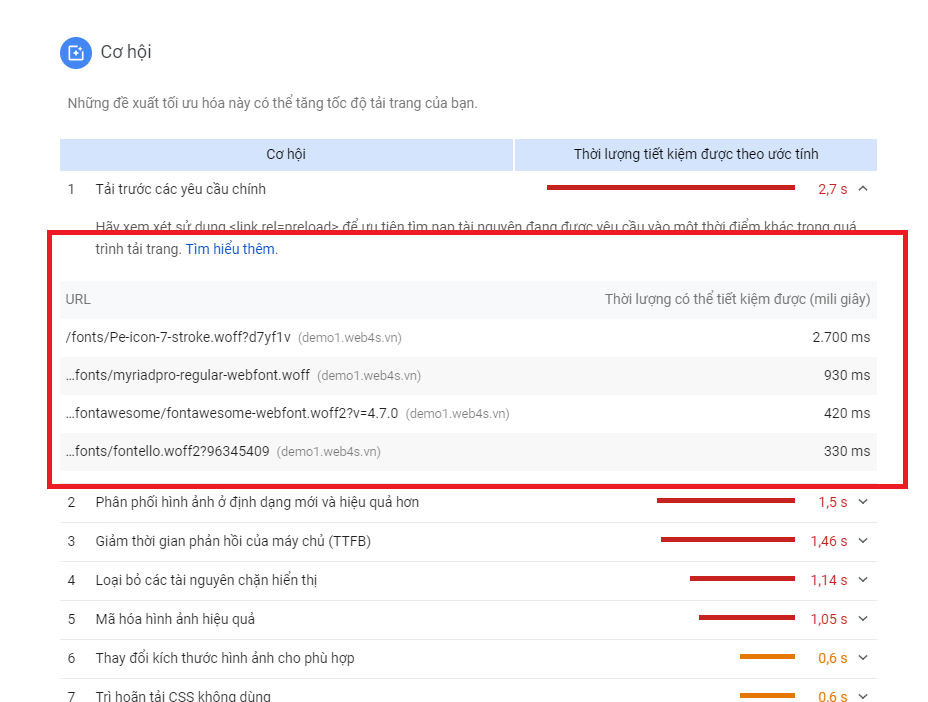 Cơ hội
Những đề xuất tối ưu hóa này có thể tăng tốc độ tải trang của bạn.
Cơ hội Thời lượng tiết kiệm được theo ước tính
1 Tải trước các yêu cầu chính 2,7 s
Hãy xem xét sử dụng <link rel=preload> để ưu tiên tìm nạp tài nguyên đang được yêu cầu vào một thời điểm khác trong quá
trình tải trang. Tìm hiểu thêm.
URL Thời lượng có thể tiết kiệm được (mili giây)
/fonts/Pe-icon-7-stroke.woff?d7yf1v (demo1.web4s.vn) 2.700 ms
…fonts/myriadpro-regular-webfont.woff (demo1.web4s.vn) 930 ms
…fontawesome/fontawesome-webfont.woff2?v=4.7.0 (demo1.web4s.vn) 420 ms
…fonts/fontello.woff2?96345409 (demo1.web4s.vn) 330 ms
2 Phân phối hình ảnh ở định dạng mới và hiệu quả hơn 1,5 s
3 Giảm thời gian phản hồi của máy chủ (TTFB) 1,46 s
4 Loại bỏ các tài nguyên chặn hiển thị 1,14 s
5 Mã hóa hình ảnh hiệu quả 1,05 s
6 Thay đổi kích thước hình ảnh cho phù hợp 0,6 s
7 Trì hoãn tải CSS không dùng 0,6 s